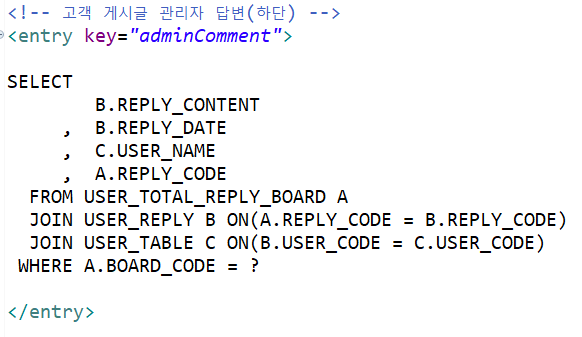 <!-- 고객 게시글 관리자 답변(하단) -->
<entry key="adminComment">
SELECT
B.REPLY_CONTENT
, B.REPLY_DATE
, C.USER_NAME
, A.REPLY_CODE
FROM USER_TOTAL_REPLY_BOARD A
JOIN USER_REPLY B ON(A.REPLY_CODE = B.REPLY_CODE)
JOIN USER_TABLE C ON(B.USER_CODE = C.USER_CODE)
WHERE A.BOARD_CODE = ?
</entry>